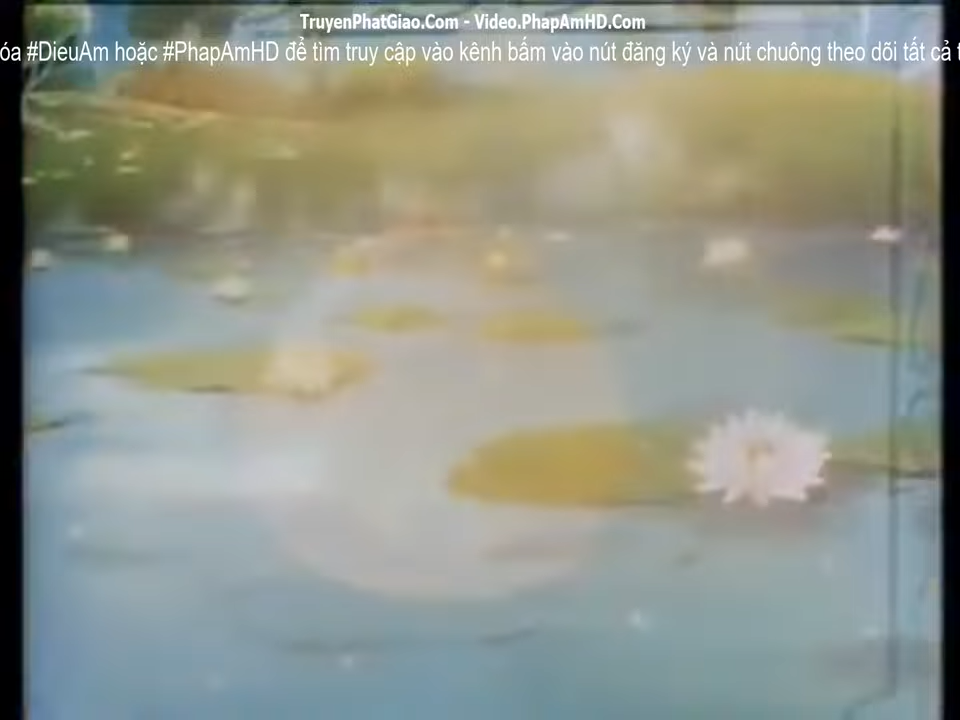 TruyenPhatGiao.Com - Video.PhapAmHD.Com
#DieuAm hoặc #PhapAmHD để tìm truy cập vào kênh bấm vào nút đăng ký và nút chuông theo dõi tất cả